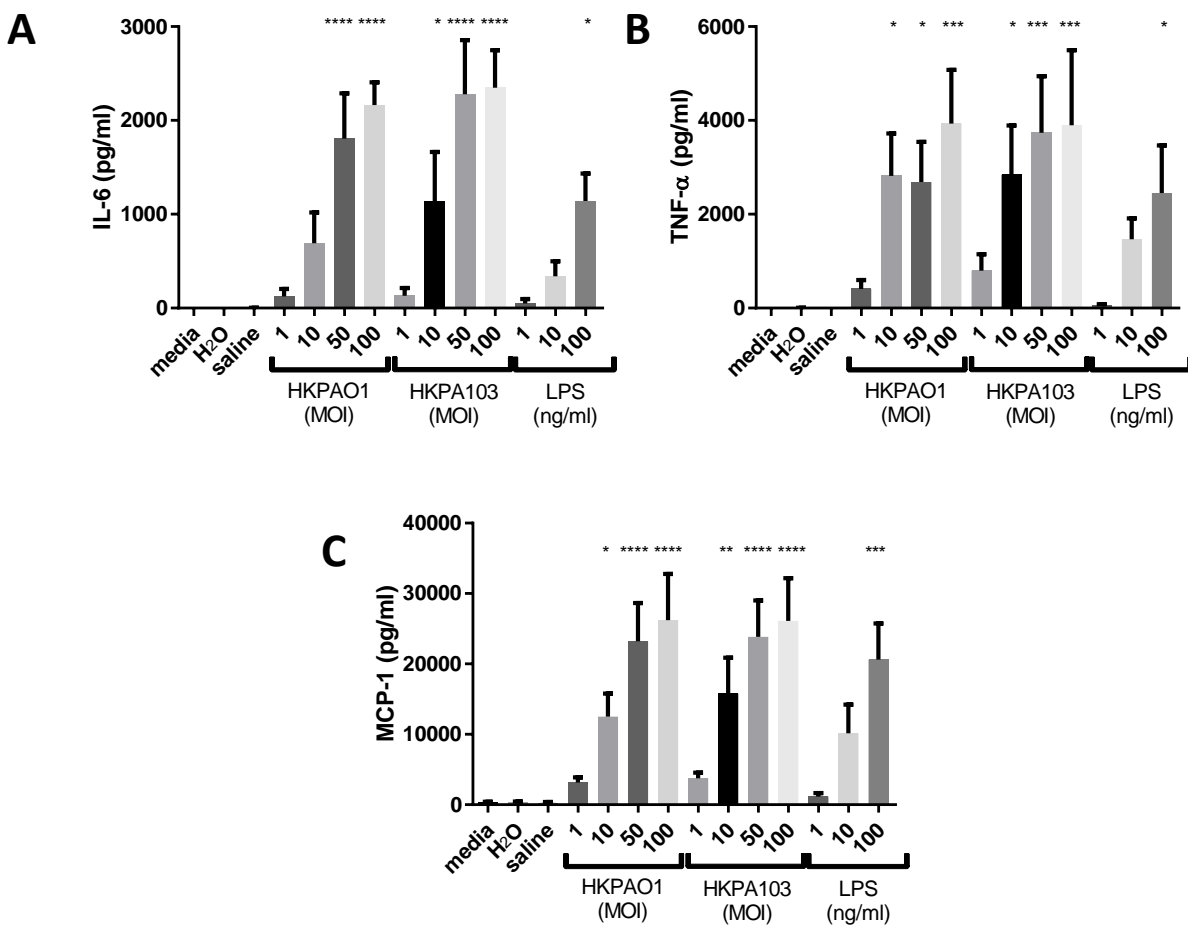 A
IL-6 (pg/ml)
3000
2000
1000
0
**** **** * **** **** *
media H2O saline 1 10 50 100 1 10 50 100 1 10 100
HKPAO1 HKPA103 LPS
(MOI) (MOI) (ng/ml)
B
TNF-α (pg/ml)
6000
4000
2000
0
* * *** * *** *** *
media H2O saline 1 10 50 100 1 10 50 100 1 10 100
HKPAO1 HKPA103 LPS
(MOI) (MOI) (ng/ml)
C
MCP-1 (pg/ml)
40000
30000
20000
10000
0
* **** **** ** **** **** ***
media H2O saline 1 10 50 100 1 10 50 100 1 10 100
HKPAO1 HKPA103 LPS
(MOI) (MOI) (ng/ml)